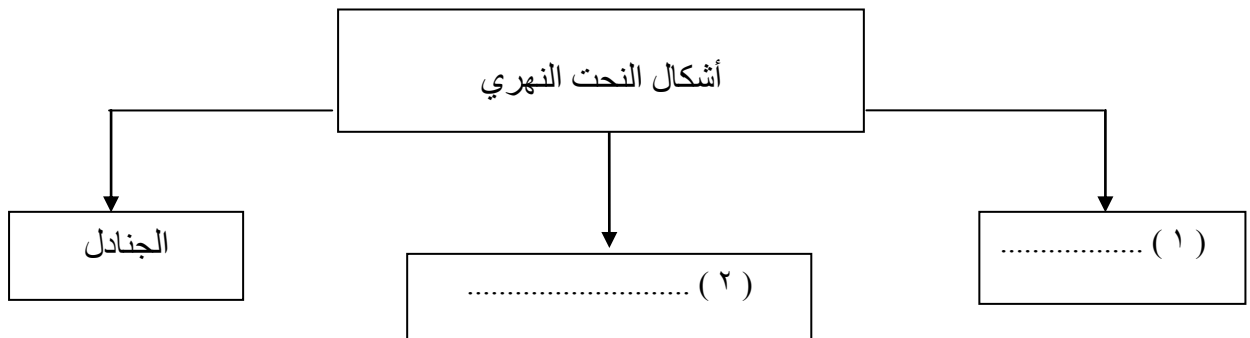 أشكال النحت النهري
( ١ ) ..................
( ٢ ) ............................
الجنادل